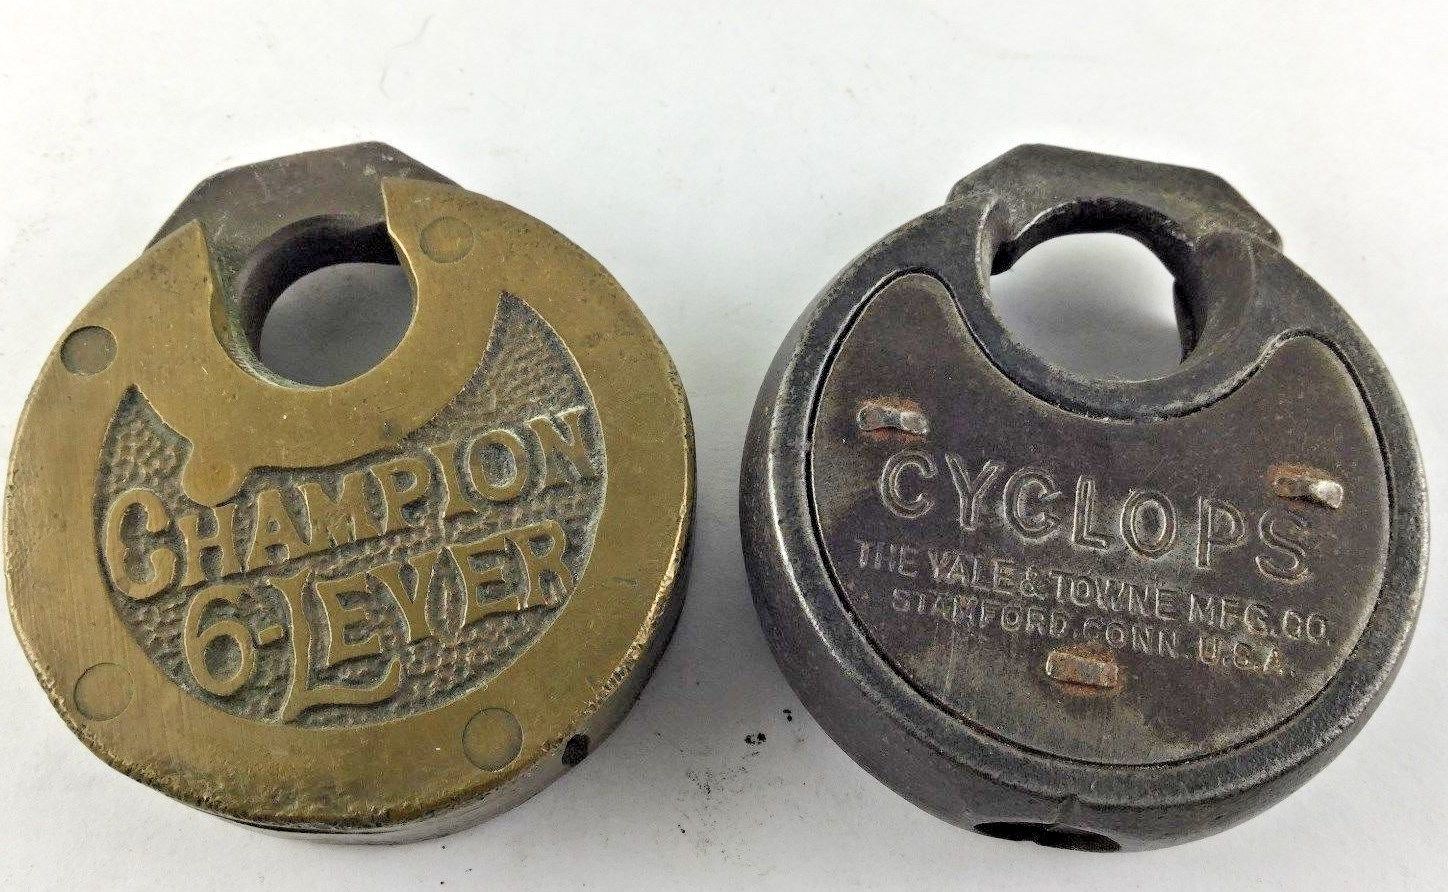 CHAMPION
6-LEVER
CYCLOPS
THE YALE & TOWNE MFG. CO.
STAMFORD, CONN. U.S.A.